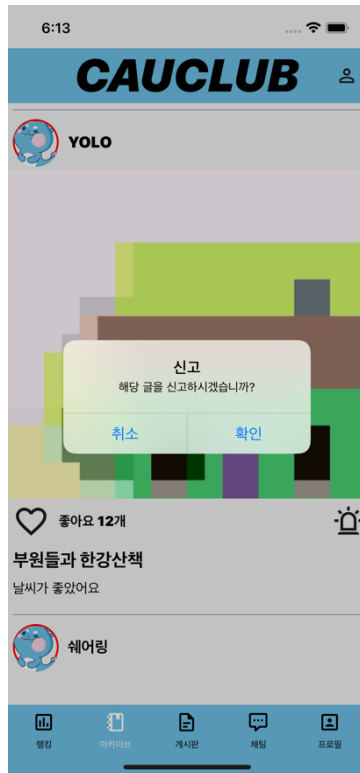 6:13
CAUCLUB
YOLO
신고
해당 글을 신고하시겠습니까?
취소
확인
좋아요 12개
부원들과 한강산책
날씨가 좋았어요
쉐어링
랭킹
아카이브
게시판
채팅
프로필